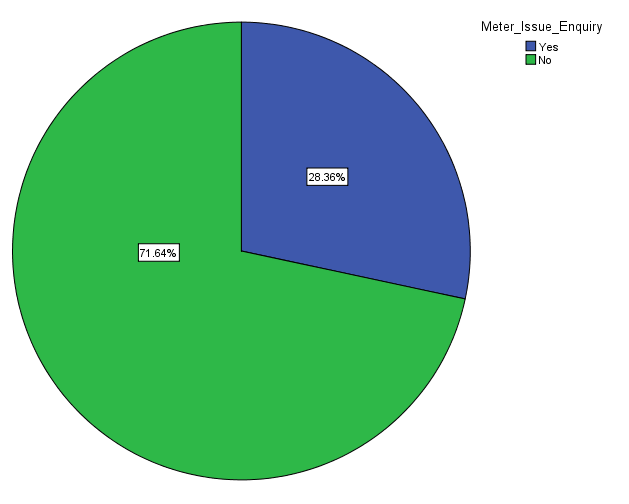 Meter_Issue_Enquiry
Yes
No
28.36%
71.64%